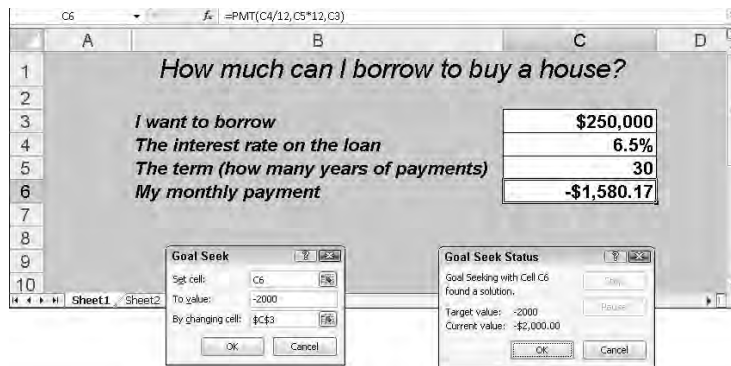 C6 fx =PMT(C4/12,C5*12,C3)
A B C D
1 How much can I borrow to buy a house?
2
3 I want to borrow $250,000
4 The interest rate on the loan 6.5%
5 The term (how many years of payments) 30
6 My monthly payment -$1,580.17
7
8
9
10
Sheet1 Sheet2
Goal Seek
Set cell: C6
To value: -2000
By changing cell: $C$3
OK Cancel
Goal Seek Status
Goal Seeking with Cell C6
found a solution.
Step
Target value: -2000
Pause
Current value: -$2,000.00
OK Cancel